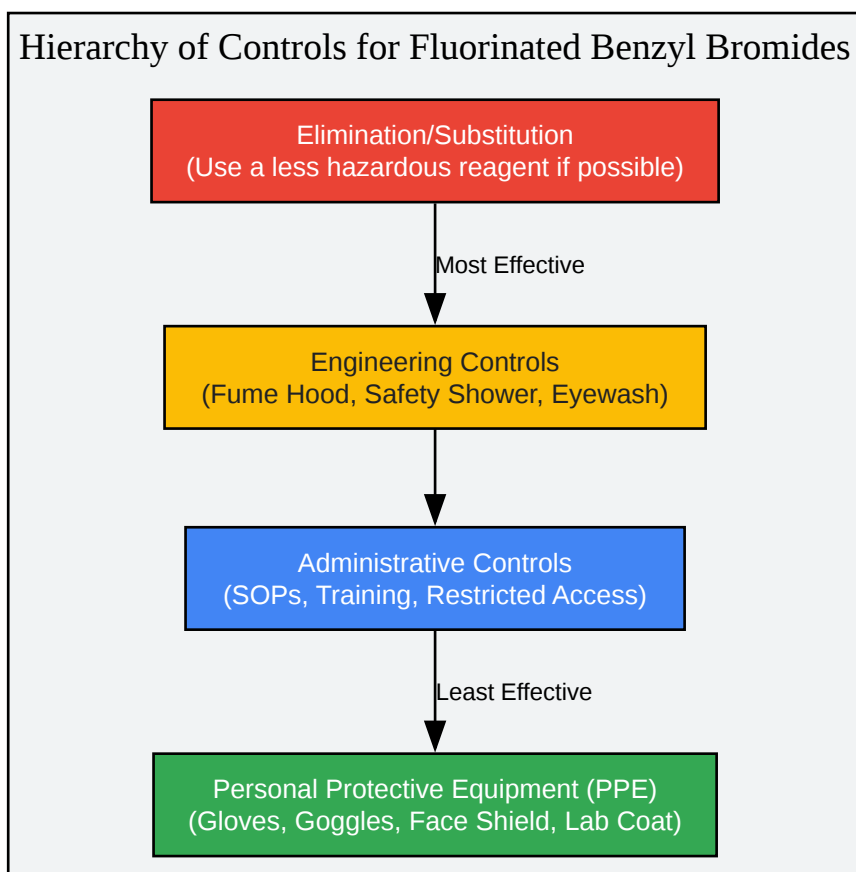 Hierarchy of Controls for Fluorinated Benzyl Bromides
Elimination/Substitution
(Use a less hazardous reagent if possible)
Most Effective
Engineering Controls
(Fume Hood, Safety Shower, Eyewash)
Administrative Controls
(SOPs, Training, Restricted Access)
Least Effective
Personal Protective Equipment (PPE)
(Gloves, Goggles, Face Shield, Lab Coat)